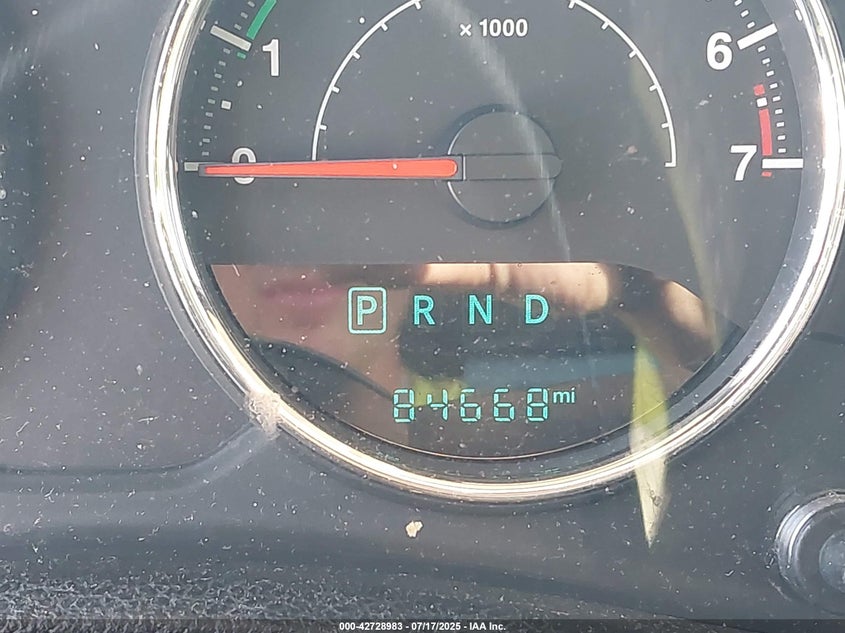 x 1000
1
6
0
7
P R N D
84668 mi
000-42728983 - 07/17/2025 - IAA Inc.